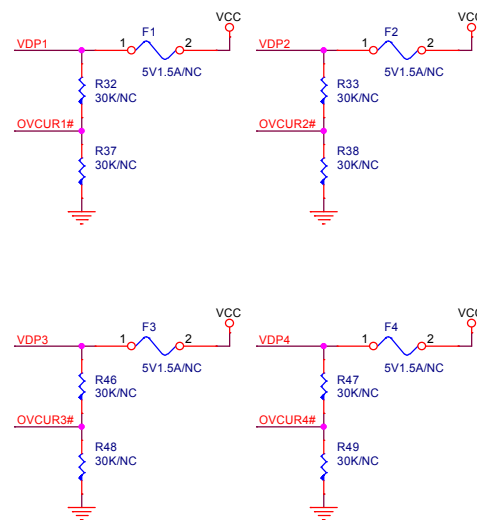 VCC
F1
VDP1
1
2
5V1.5A/NC
R32
30K/NC
OVCUR1#
R37
30K/NC
VCC
F2
VDP2
1
2
5V1.5A/NC
R33
30K/NC
OVCUR2#
R38
30K/NC
VCC
F3
VDP3
1
2
5V1.5A/NC
R46
30K/NC
OVCUR3#
R48
30K/NC
VCC
F4
VDP4
1
2
5V1.5A/NC
R47
30K/NC
OVCUR4#
R49
30K/NC